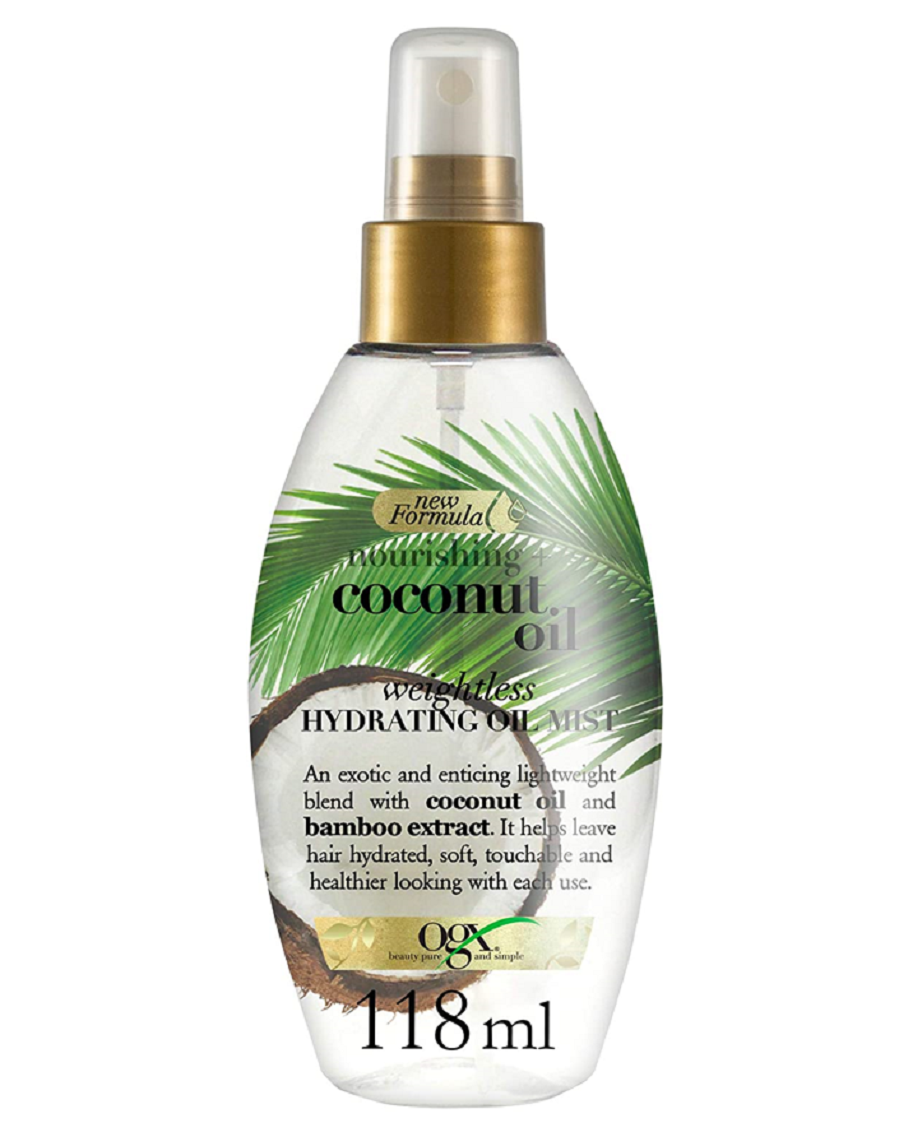 new
Formula
nourishing +
coconut
oil
weightless
HYDRATING OIL MIST
An exotic and enticing lightweight
blend with coconut oil and
bamboo extract. It helps leave
hair hydrated, soft, touchable and
healthier looking with each use.
ogx®
beauty pure and simple
118 ml